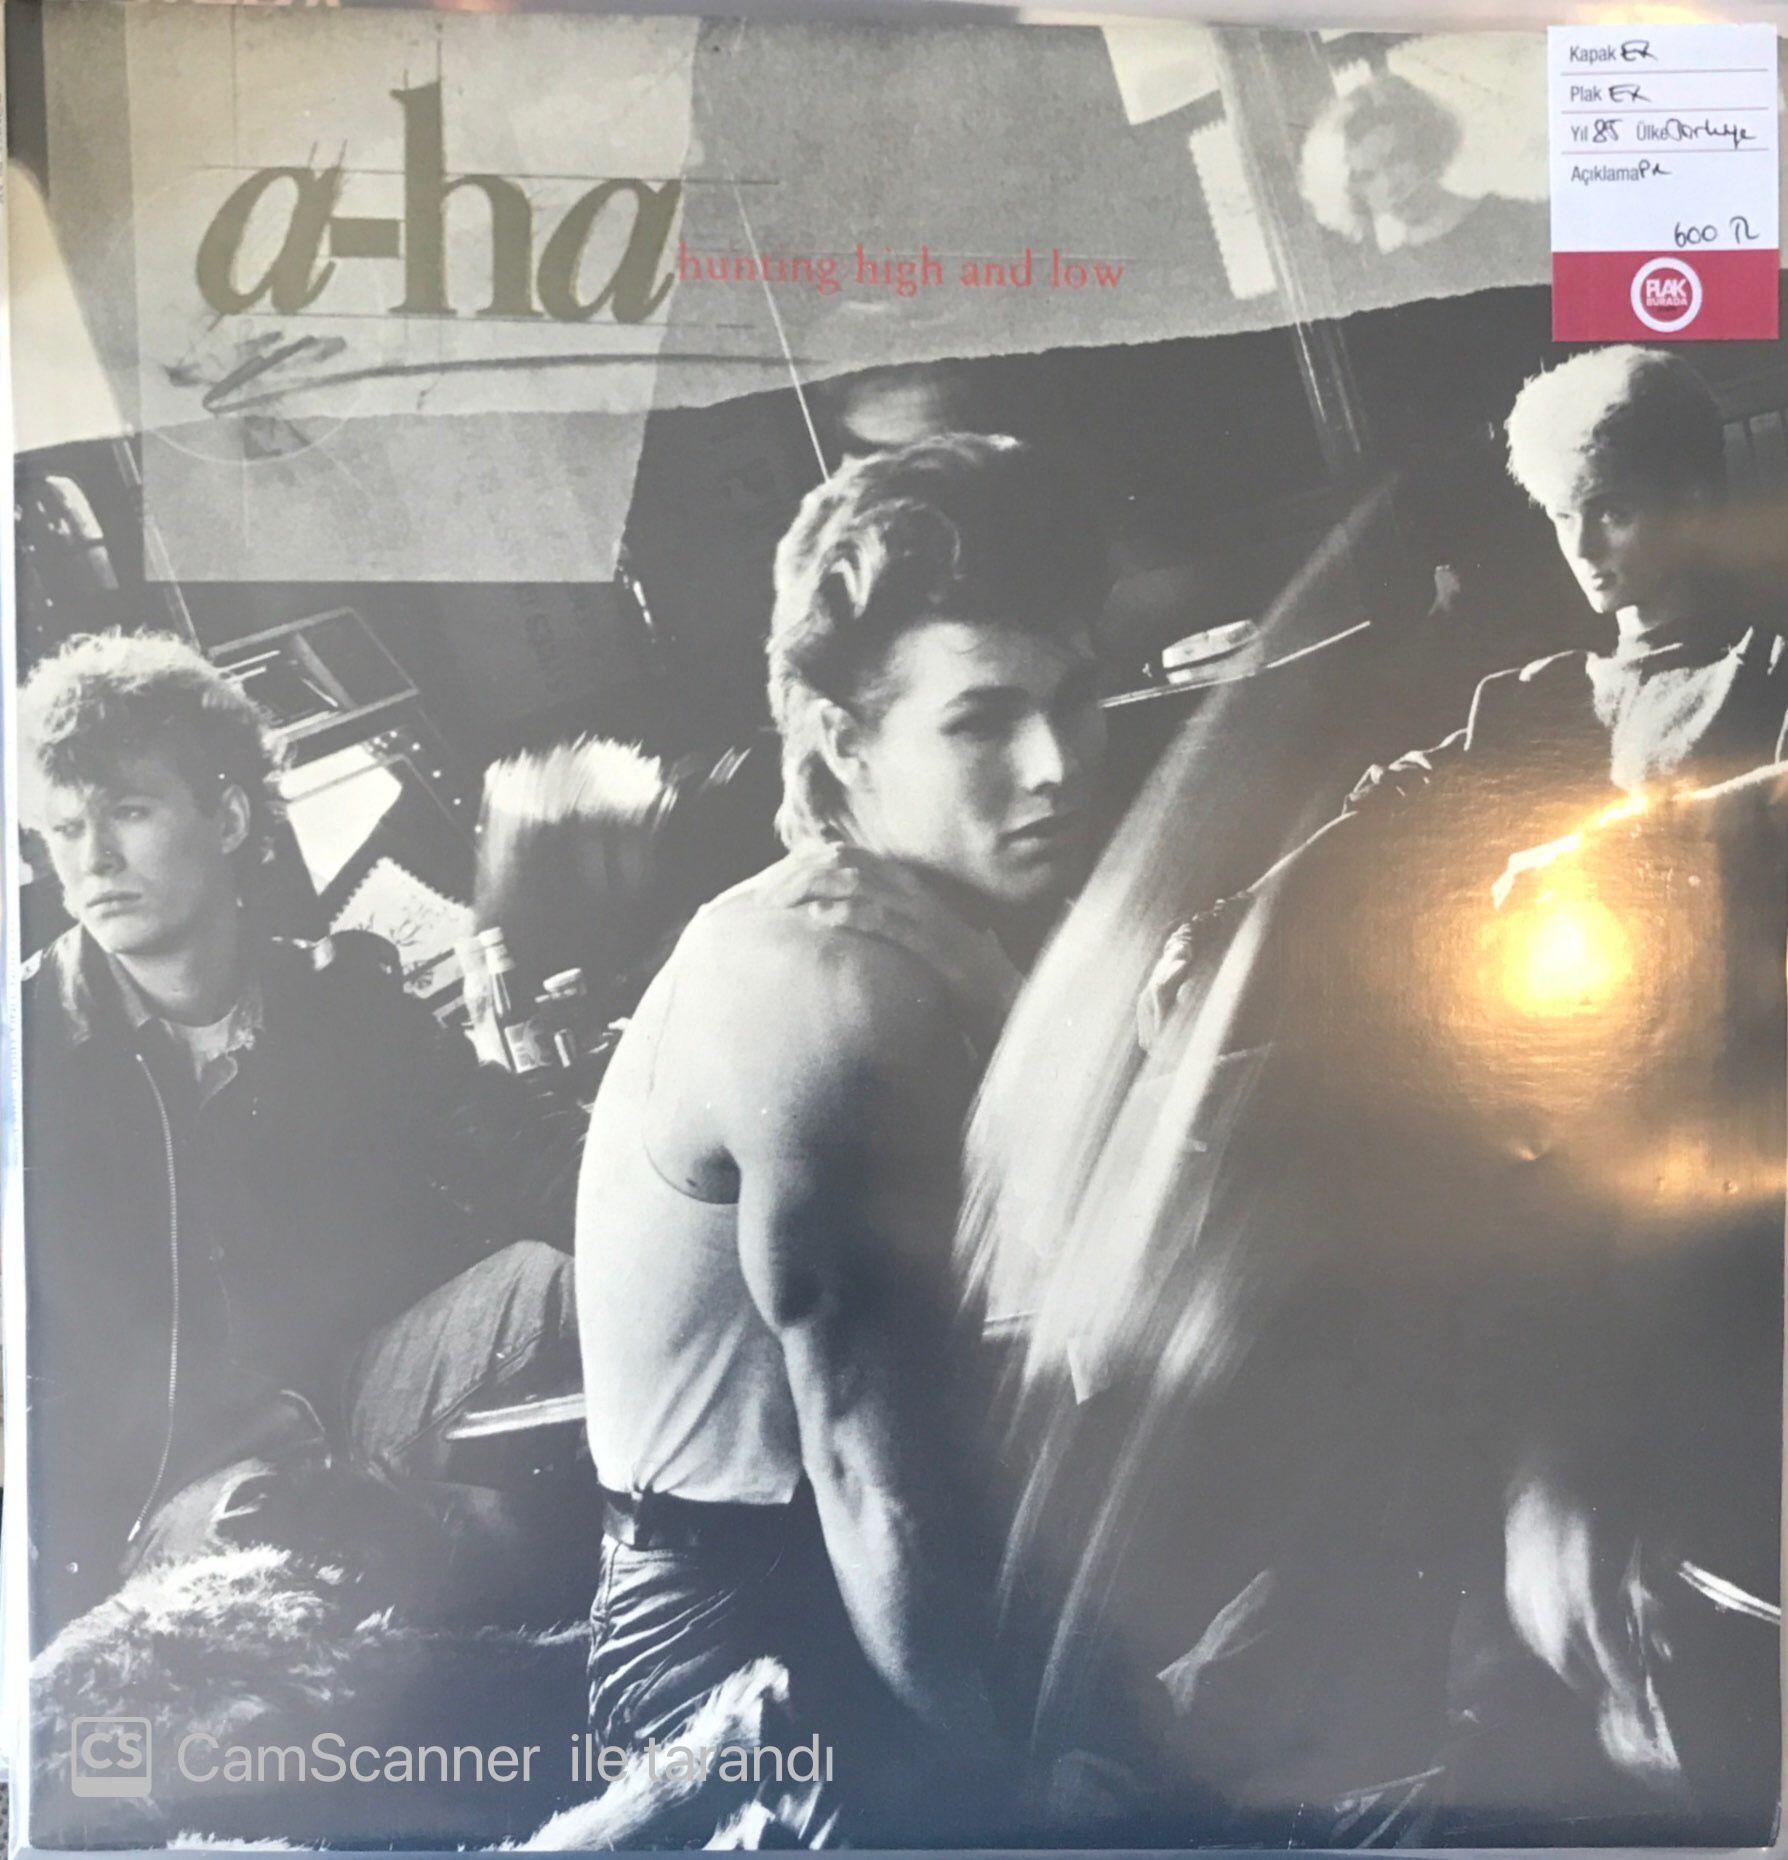 a-ha
hunting high and low
Kapak EX
Plak EX
Yıl 85 Ülke Türkiye
Açıklama
600 TL
PLAK
BURADA
CS CamScanner ile tarandı